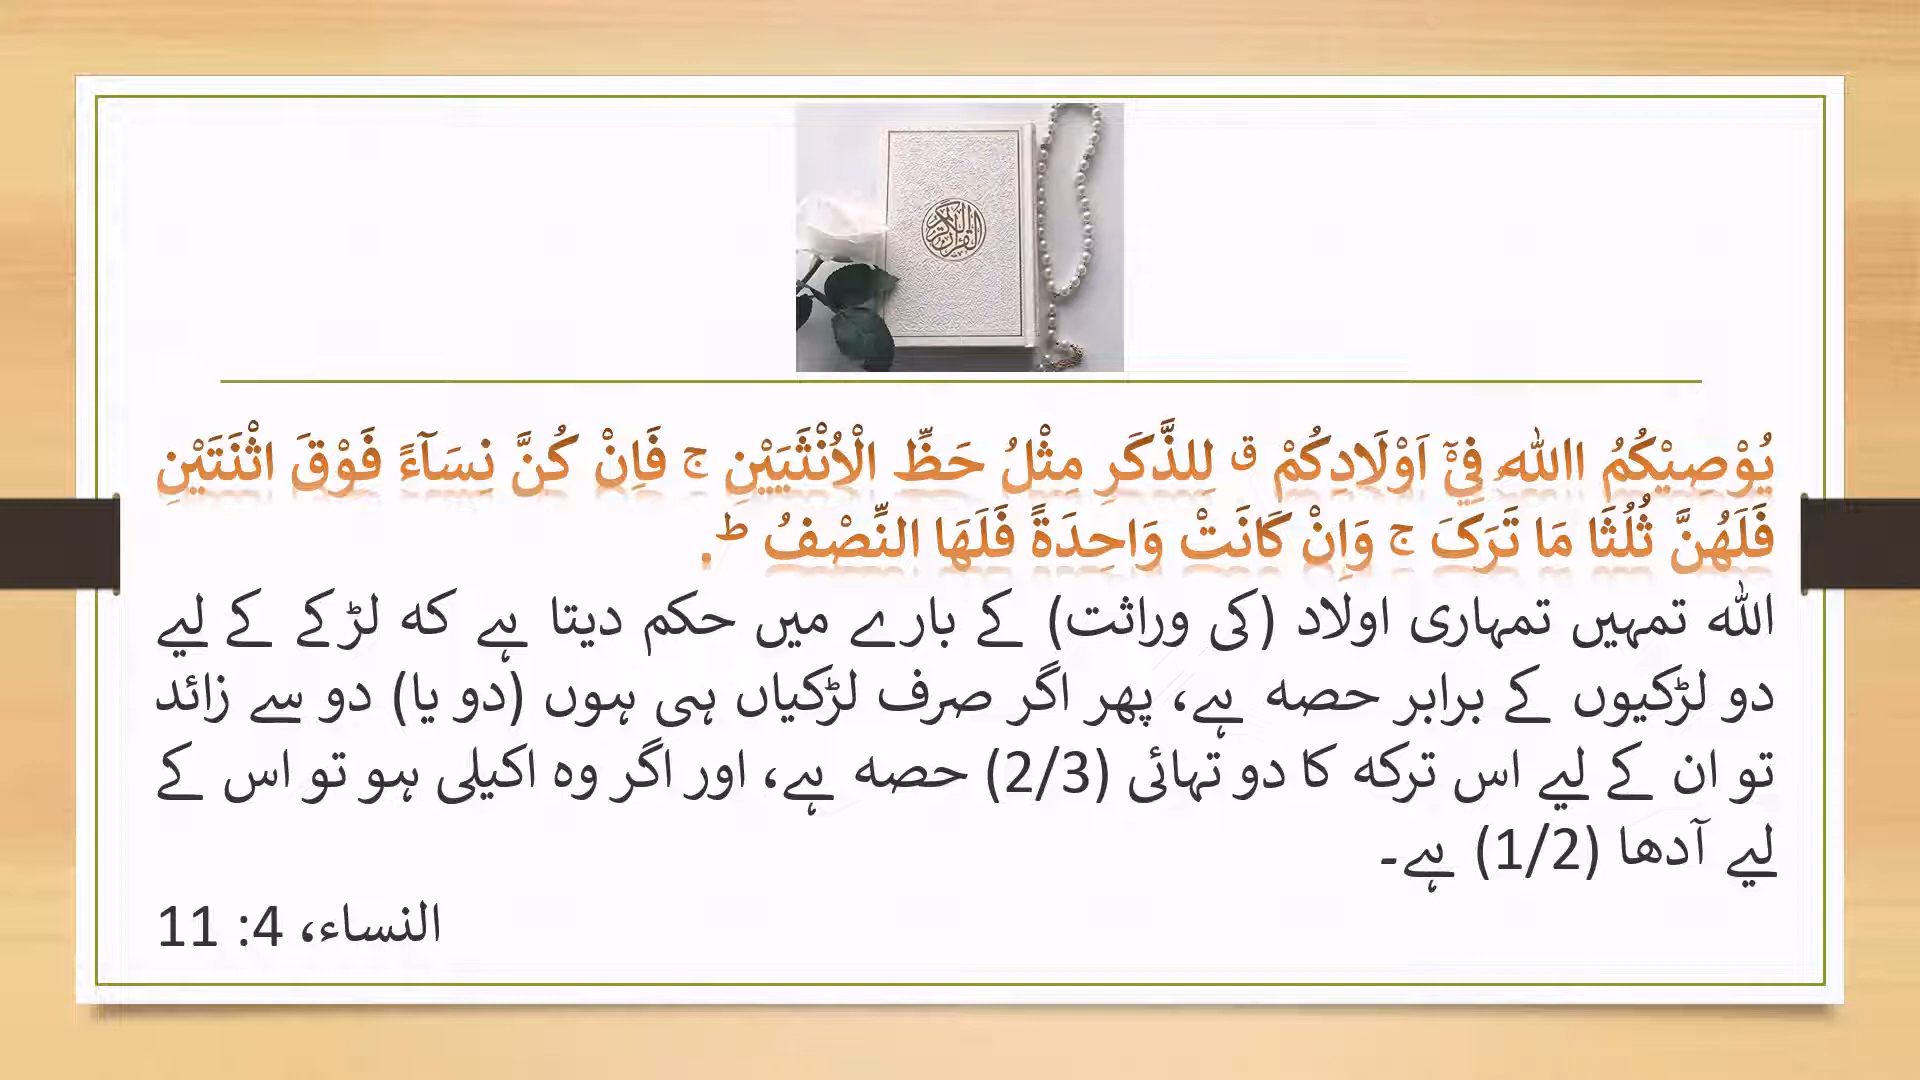 القرآن الكريم
یُوْصِیْکُمُ اﷲُ فِیْٓ اَوْلَادِکُمْ ق لِلذَّکَرِ مِثْلُ حَظِّ الْاُنْثَیَیْنِ ج فَاِنْ کُنَّ نِسَآءً فَوْقَ اثْنَتَیْنِ
فَلَهُنَّ ثُلُثَا مَا تَرَکَ ج وَاِنْ کَانَتْ وَاحِدَةً فَلَهَا النِّصْفُ ط.
اللہ تمہیں تمہاری اولاد (کی وراثت) کے بارے میں حکم دیتا ہے کہ لڑکے کے لیے
دو لڑکیوں کے برابر حصہ ہے، پھر اگر صرف لڑکیاں ہی ہوں (دو یا) دو سے زائد
تو ان کے لیے اس ترکہ کا دو تہائی (2/3) حصہ ہے، اور اگر وہ اکیلی ہو تو اس کے
لیے آدھا (1/2) ہے۔
النساء، 4: 11